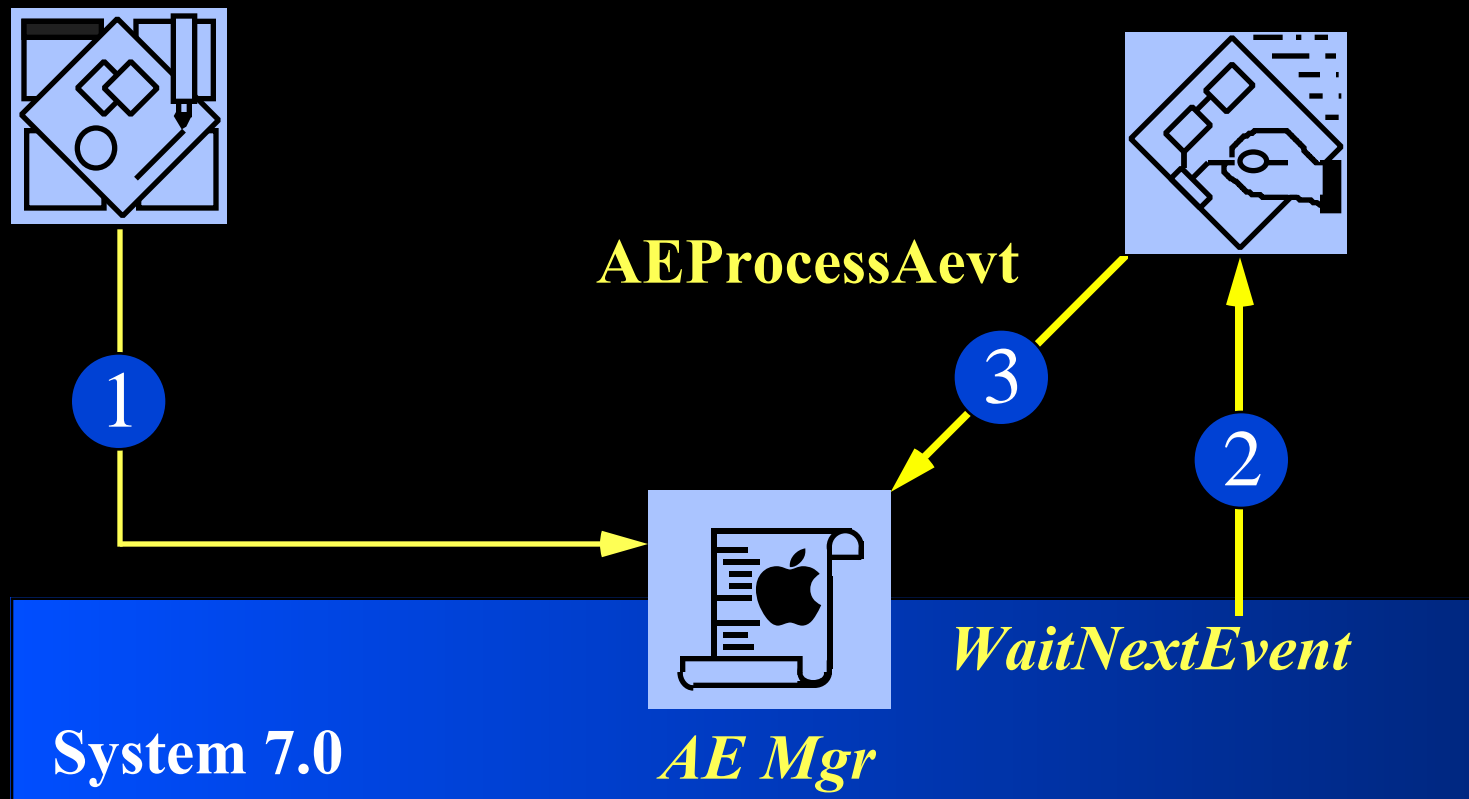 AEProcessAevt
3
1
2
WaitNextEvent
System 7.0
AE Mgr